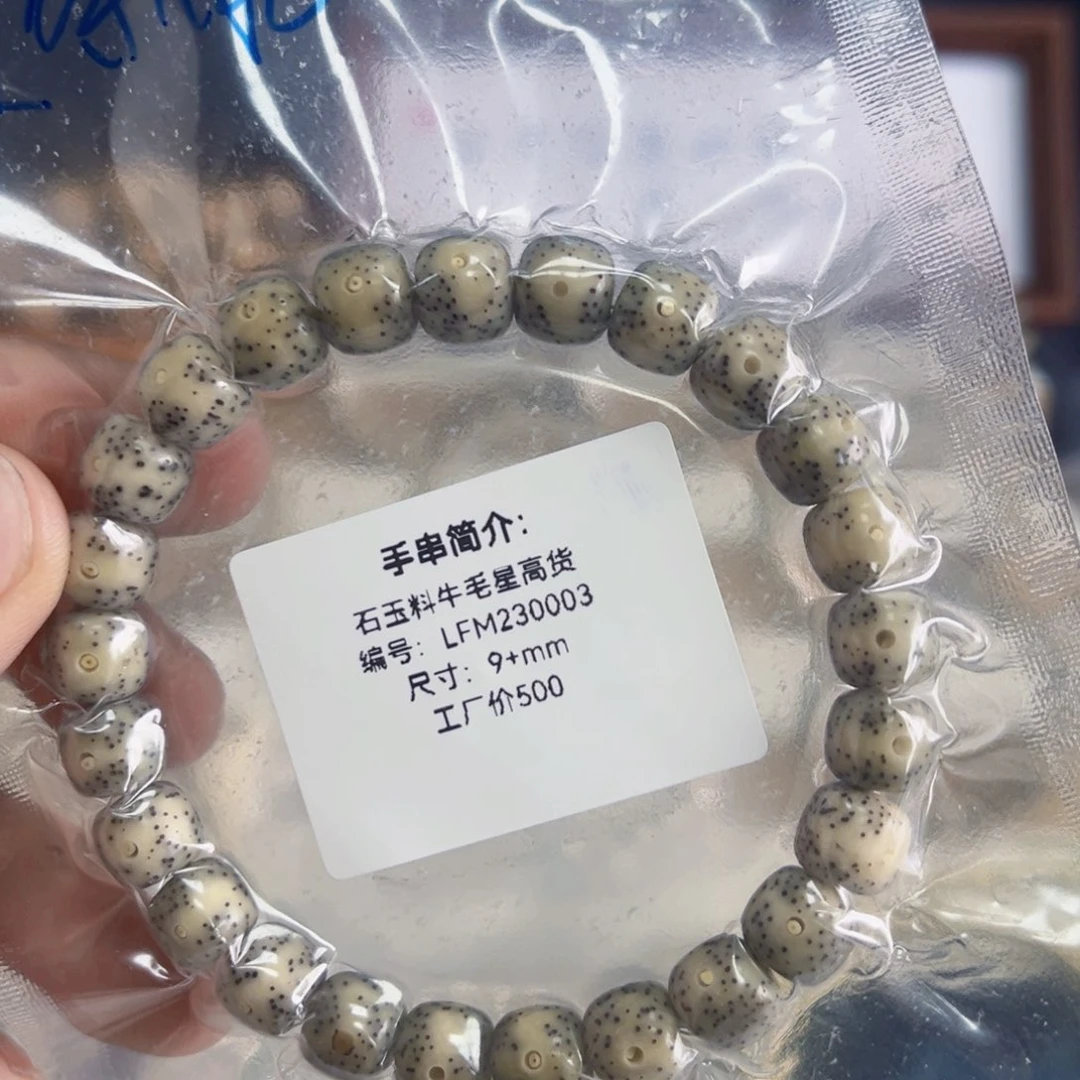 手串简介：
石玉料牛毛星高货
编号：LFM230003
尺寸：9+mm
工厂价500